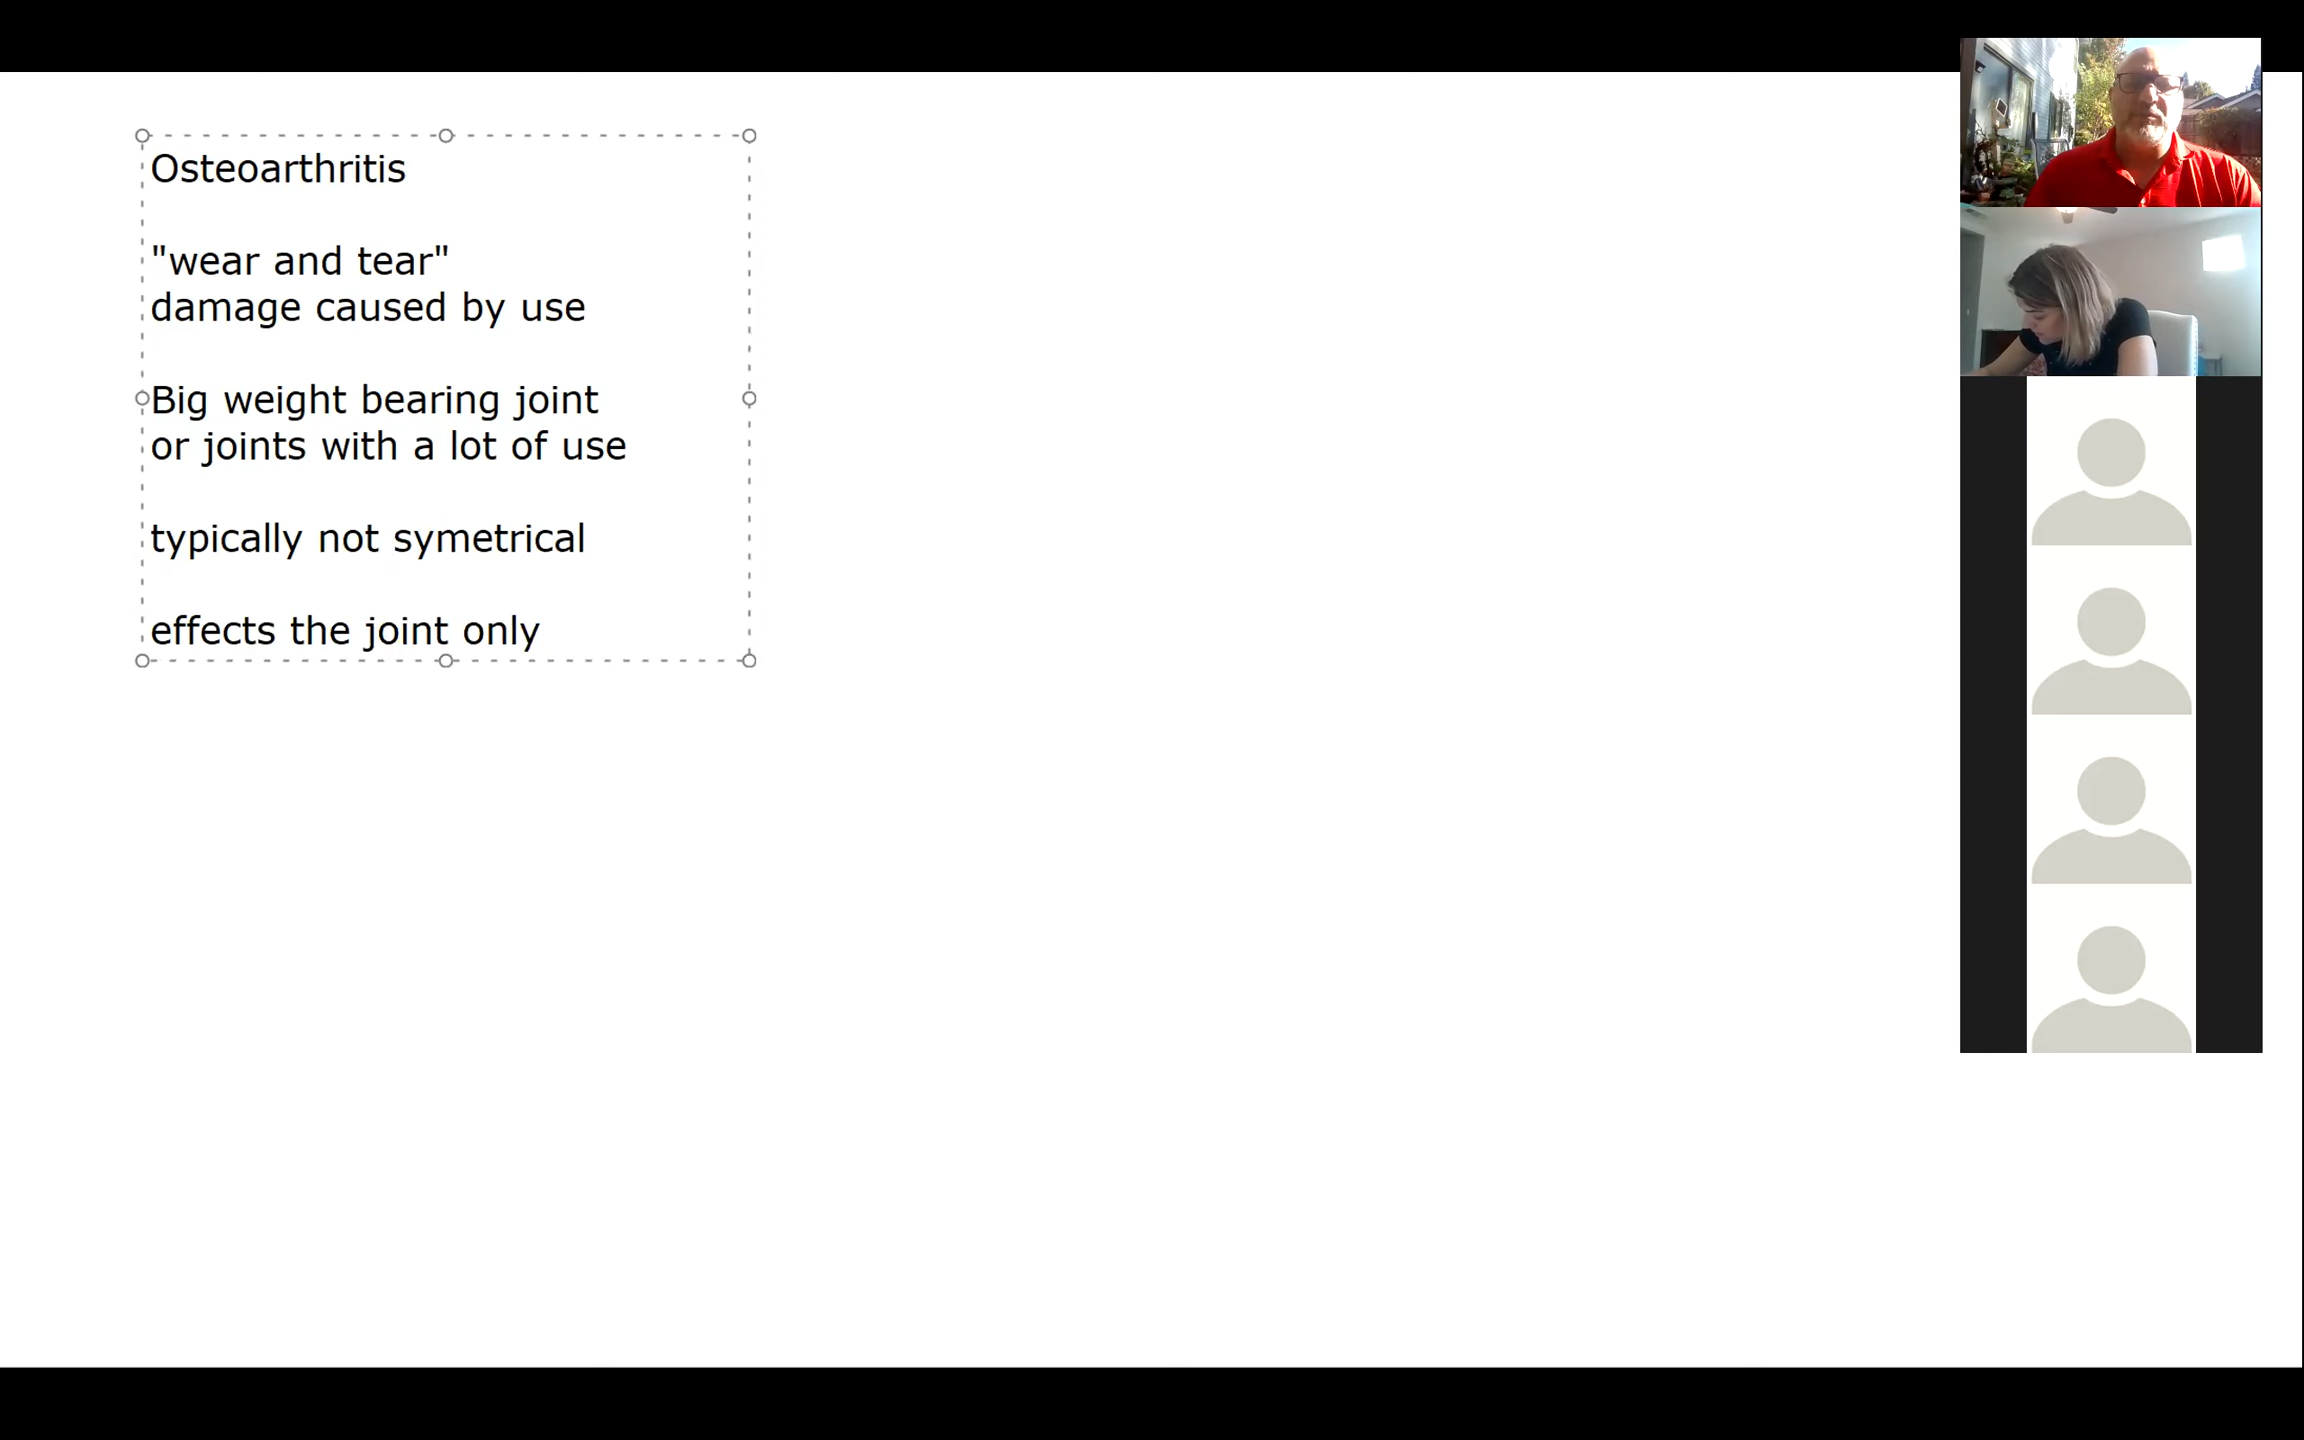 Osteoarthritis
"wear and tear"
damage caused by use
Big weight bearing joint
or joints with a lot of use
typically not symetrical
effects the joint only